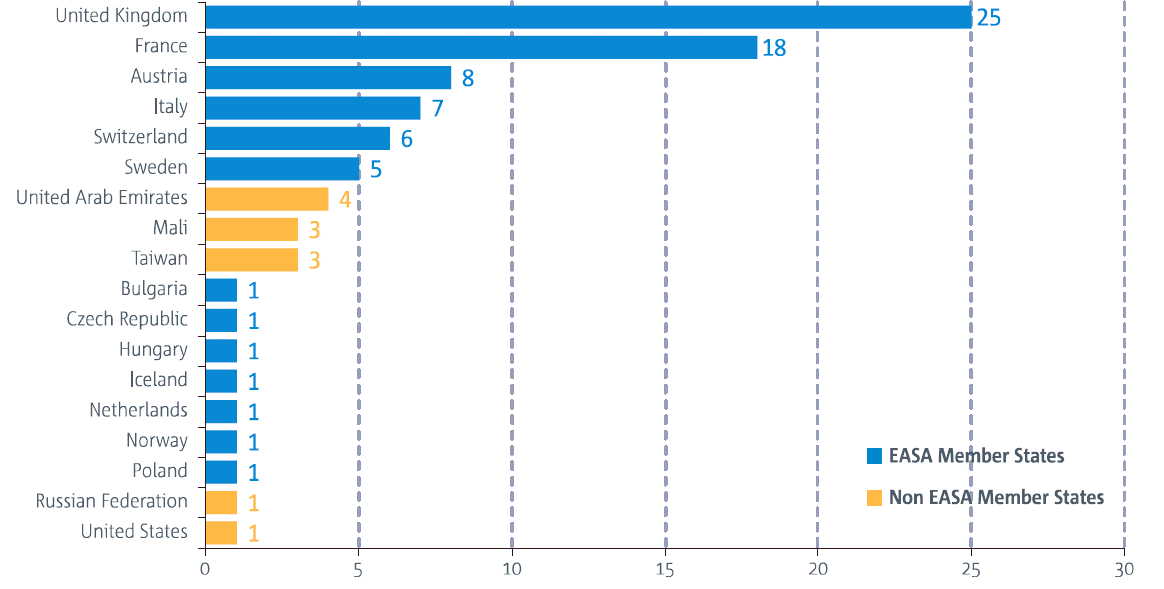 United Kingdom 25
France 18
Austria 8
Italy 7
Switzerland 6
Sweden 5
United Arab Emirates 4
Mali 3
Taiwan 3
Bulgaria 1
Czech Republic 1
Hungary 1
Iceland 1
Netherlands 1
Norway 1
EASA Member States
Poland 1
Non EASA Member States
Russian Federation 1
United States 1
0 5 10 15 20 25 30